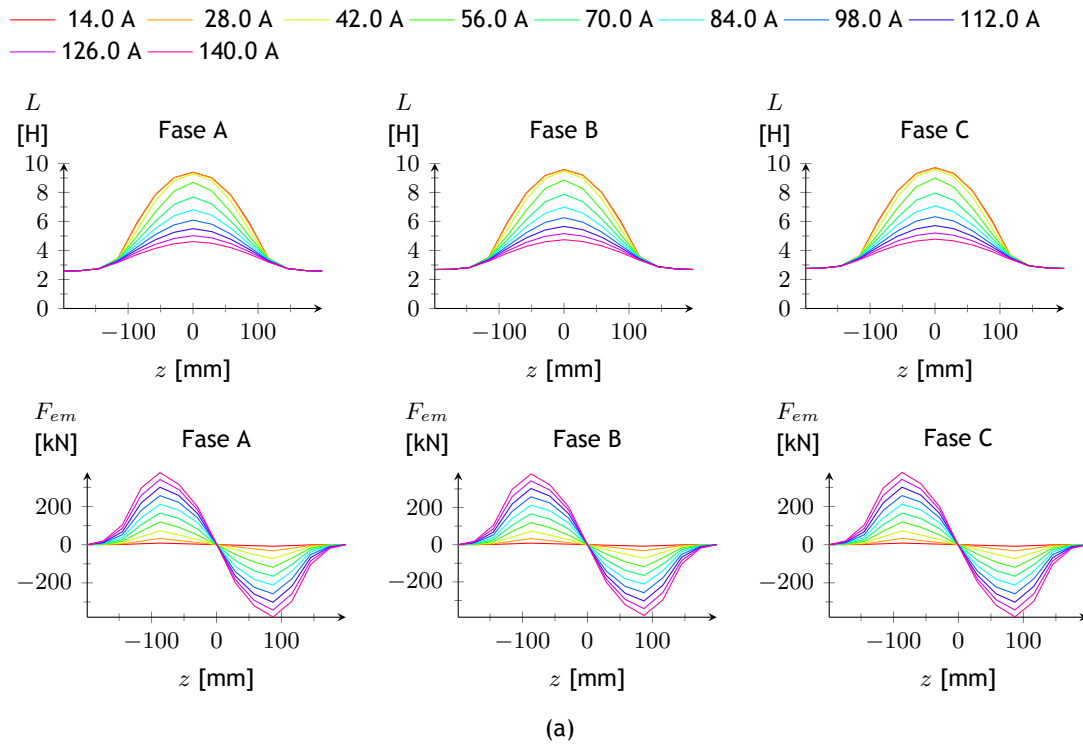 14.0 A 28.0 A 42.0 A 56.0 A 70.0 A 84.0 A 98.0 A 112.0 A
126.0 A 140.0 A
L
[H]
Fase A
10
8
6
4
2
0
−100 0 100
z [mm]
L
[H]
Fase B
10
8
6
4
2
0
−100 0 100
z [mm]
L
[H]
Fase C
10
8
6
4
2
0
−100 0 100
z [mm]
F_em
[kN]
Fase A
200
0
−200
−100 0 100
z [mm]
F_em
[kN]
Fase B
200
0
−200
−100 0 100
z [mm]
F_em
[kN]
Fase C
200
0
−200
−100 0 100
z [mm]
(a)